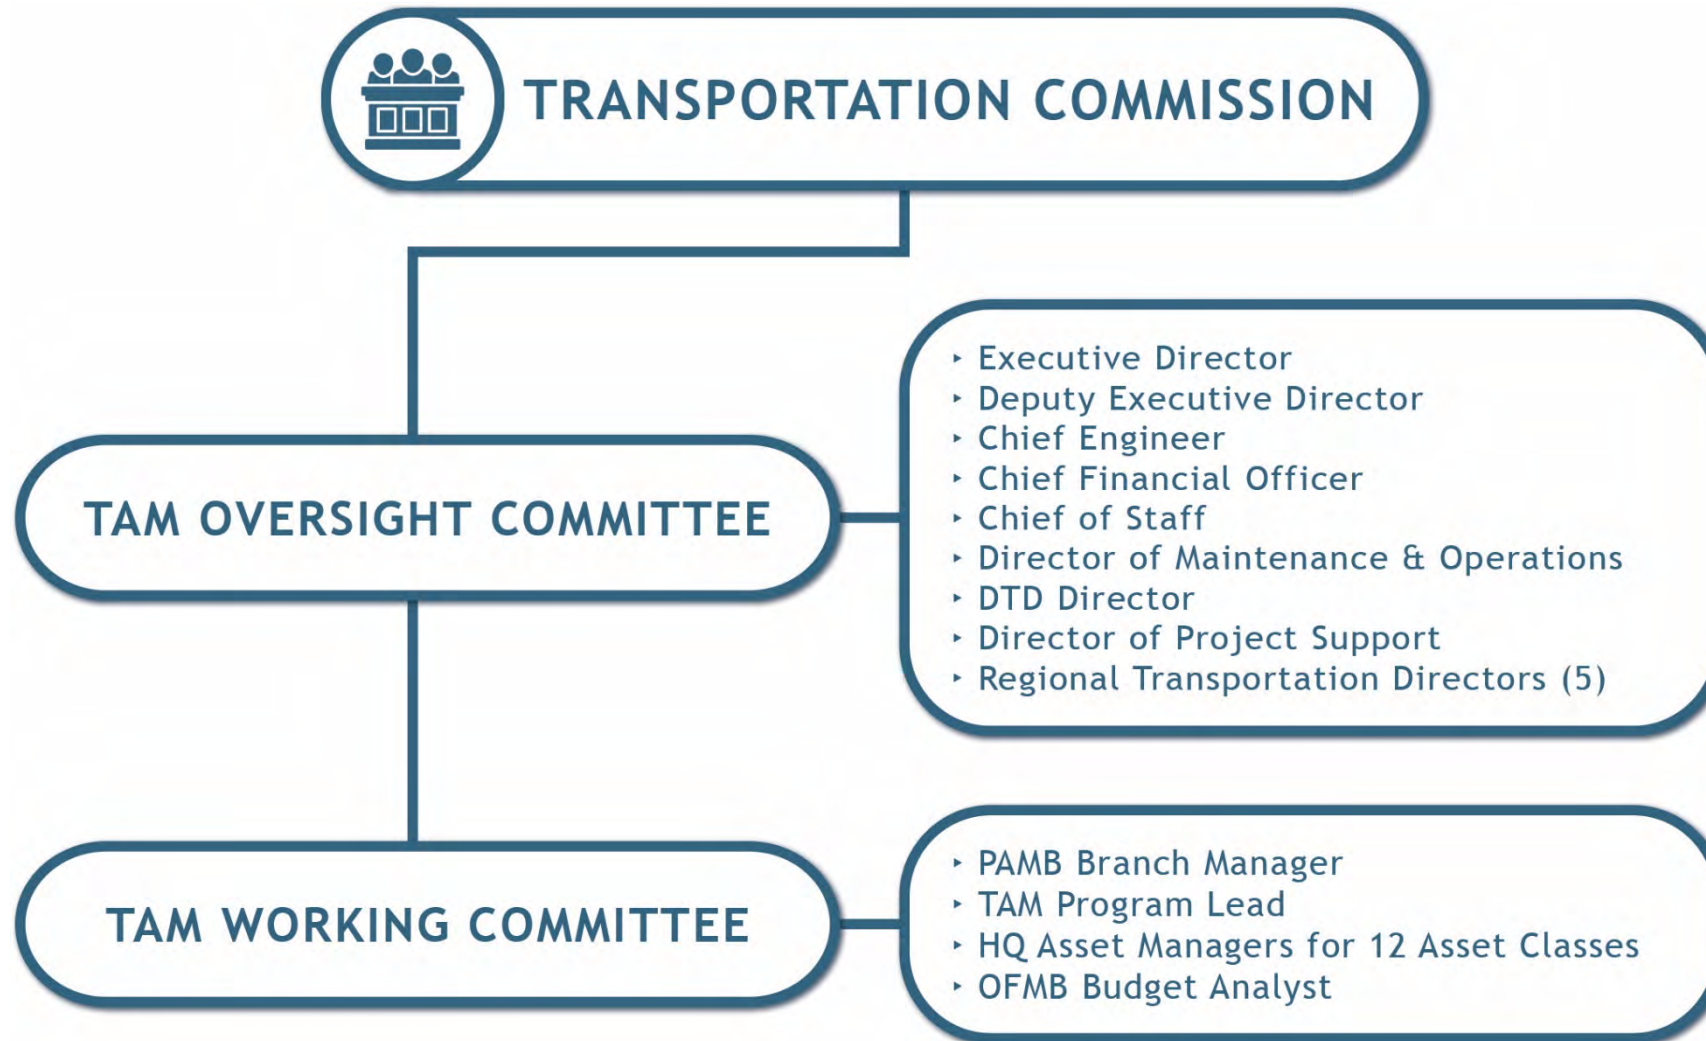 TRANSPORTATION COMMISSION
TAM OVERSIGHT COMMITTEE
‣ Executive Director
‣ Deputy Executive Director
‣ Chief Engineer
‣ Chief Financial Officer
‣ Chief of Staff
‣ Director of Maintenance & Operations
‣ DTD Director
‣ Director of Project Support
‣ Regional Transportation Directors (5)
TAM WORKING COMMITTEE
‣ PAMB Branch Manager
‣ TAM Program Lead
‣ HQ Asset Managers for 12 Asset Classes
‣ OFMB Budget Analyst